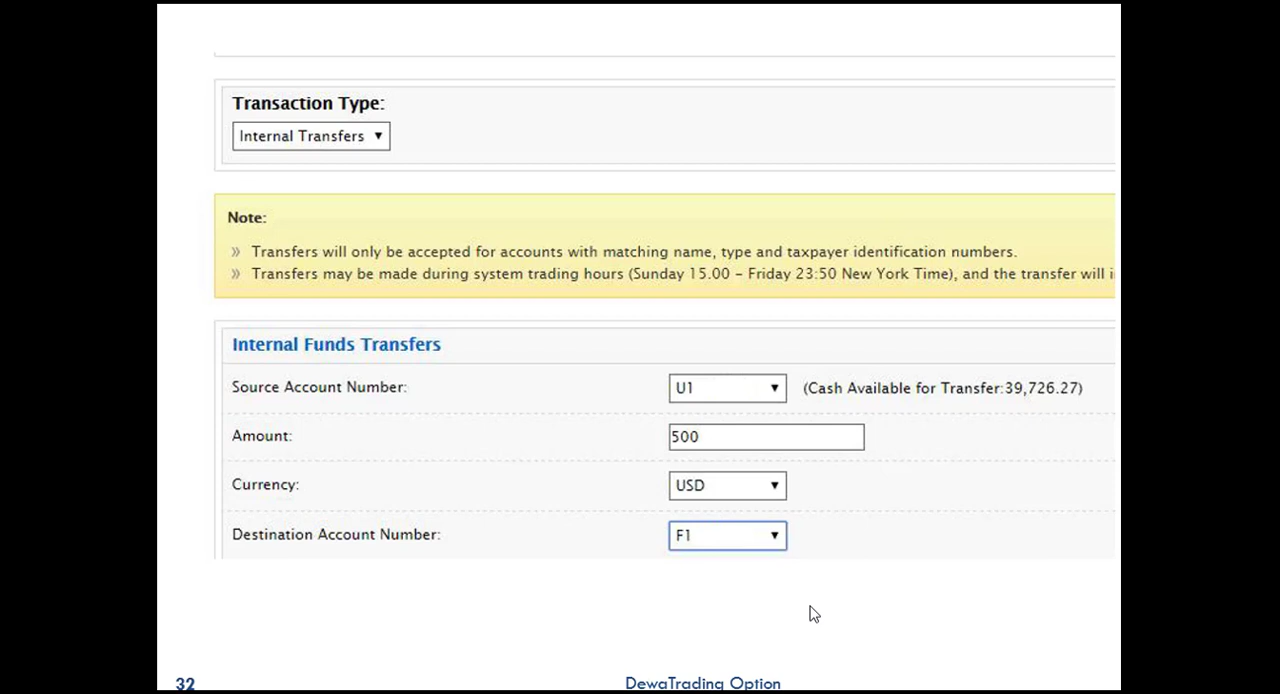 Transaction Type:
Internal Transfers
Note:
» Transfers will only be accepted for accounts with matching name, type and taxpayer identification numbers.
» Transfers may be made during system trading hours (Sunday 15.00 – Friday 23:50 New York Time), and the transfer will
Internal Funds Transfers
Source Account Number: U1 (Cash Available for Transfer:39,726.27)
Amount: 500
Currency: USD
Destination Account Number: F1
32 DewaTrading Option